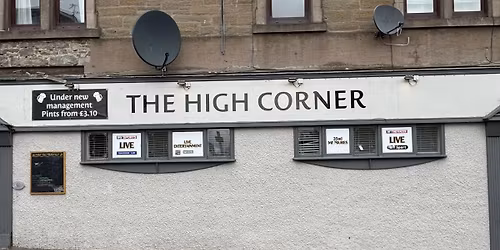 Under new
management
Pints from £3.10
THE HIGH CORNER
LIVE
LIVE
ENTERTAINMENT
LIVE